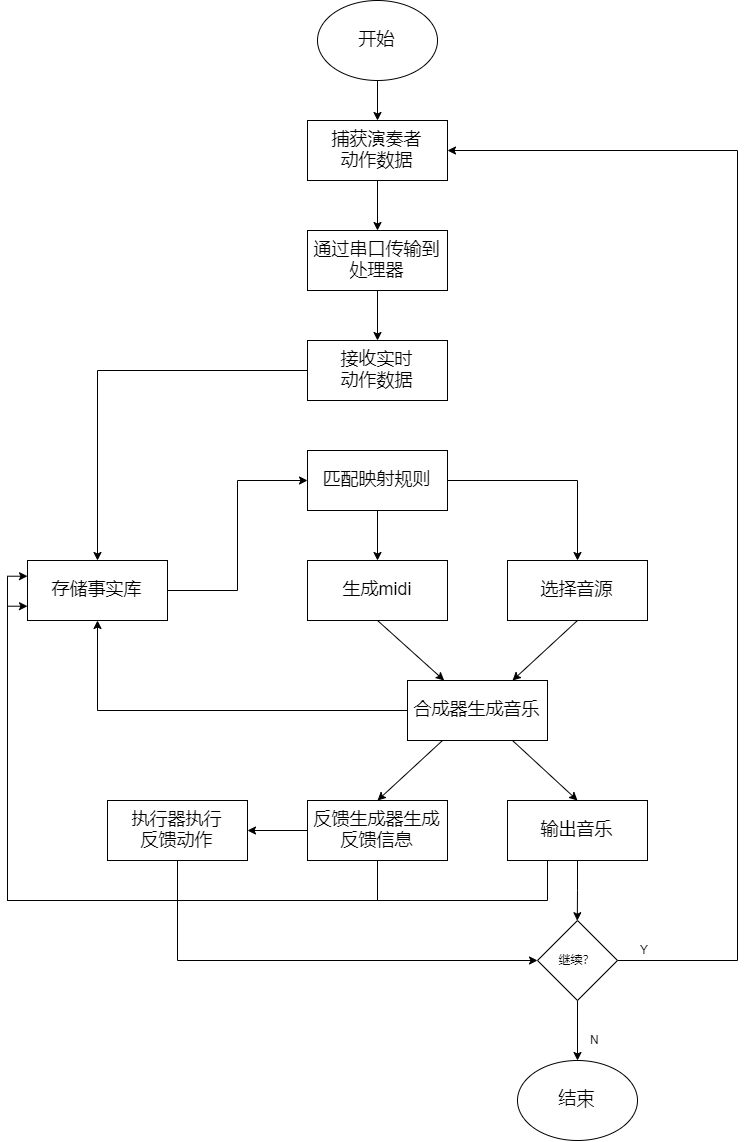 开始
捕获演奏者
动作数据
通过串口传输到
处理器
接收实时
动作数据
匹配映射规则
存储事实库
生成midi
选择音源
合成器生成音乐
执行器执行
反馈动作
反馈生成器生成
反馈信息
输出音乐
继续?
Y
N
结束